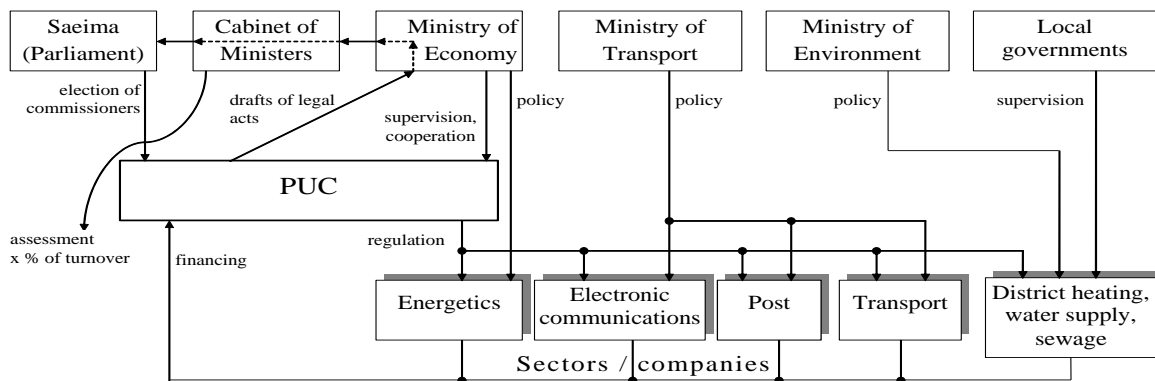 Saeima
(Parliament)
Cabinet of
Ministers
Ministry of
Economy
Ministry of
Transport
Ministry of
Environment
Local
governments
election of
commissioners
drafts of legal
acts
supervision,
cooperation
policy
policy
policy
supervision
PUC
assessment
x % of turnover
financing
regulation
Energetics
Electronic
communications
Post
Transport
District heating,
water supply,
sewage
Sectors / companies